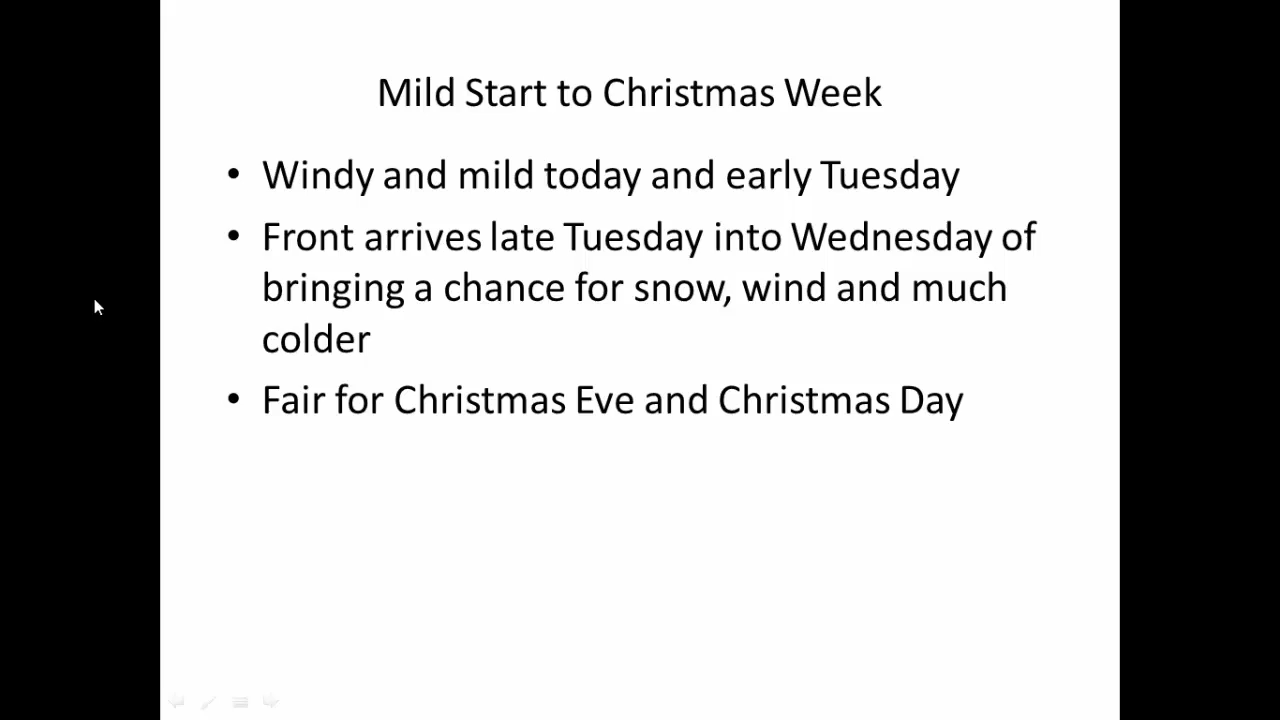 Mild Start to Christmas Week
• Windy and mild today and early Tuesday
• Front arrives late Tuesday into Wednesday of
bringing a chance for snow, wind and much
colder
• Fair for Christmas Eve and Christmas Day